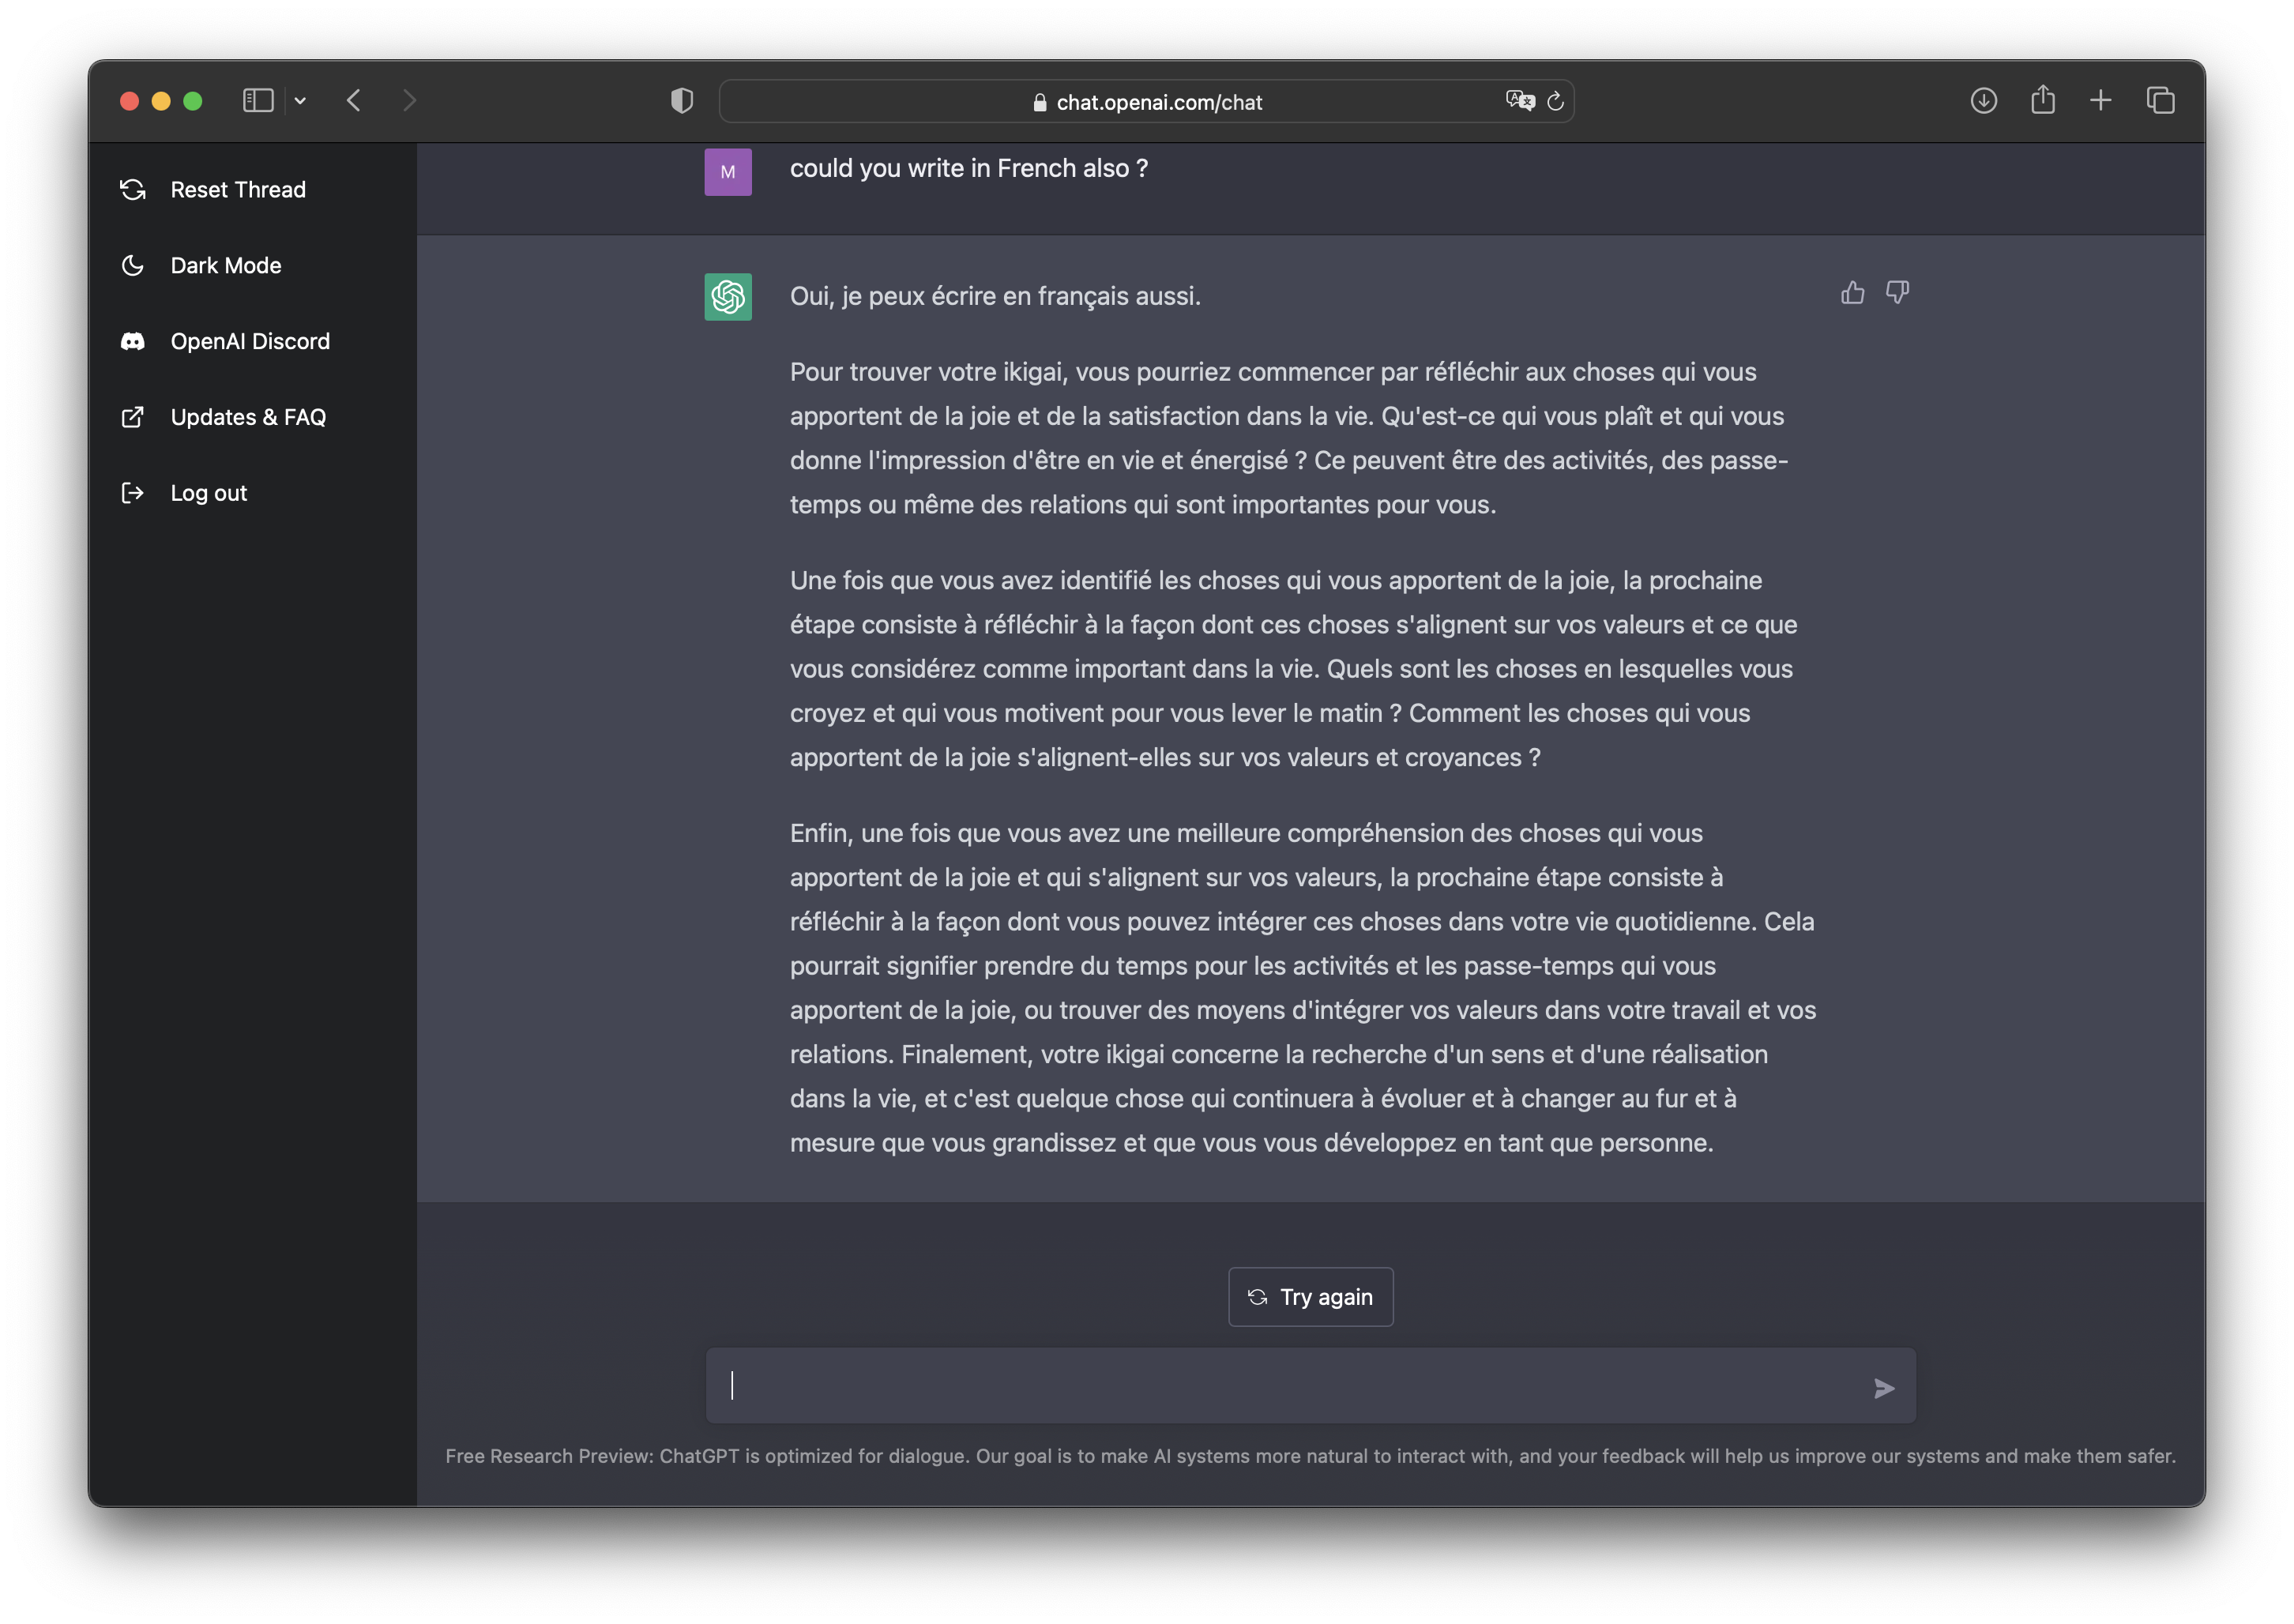 chat.openai.com/chat
Reset Thread
Dark Mode
OpenAI Discord
Updates & FAQ
Log out
M
could you write in French also ?
Oui, je peux écrire en français aussi.
Pour trouver votre ikigai, vous pourriez commencer par réfléchir aux choses qui vous
apportent de la joie et de la satisfaction dans la vie. Qu'est-ce qui vous plaît et qui vous
donne l'impression d'être en vie et énergisé ? Ce peuvent être des activités, des passe-
temps ou même des relations qui sont importantes pour vous.
Une fois que vous avez identifié les choses qui vous apportent de la joie, la prochaine
étape consiste à réfléchir à la façon dont ces choses s'alignent sur vos valeurs et ce que
vous considérez comme important dans la vie. Quels sont les choses en lesquelles vous
croyez et qui vous motivent pour vous lever le matin ? Comment les choses qui vous
apportent de la joie s'alignent-elles sur vos valeurs et croyances ?
Enfin, une fois que vous avez une meilleure compréhension des choses qui vous
apportent de la joie et qui s'alignent sur vos valeurs, la prochaine étape consiste à
réfléchir à la façon dont vous pouvez intégrer ces choses dans votre vie quotidienne. Cela
pourrait signifier prendre du temps pour les activités et les passe-temps qui vous
apportent de la joie, ou trouver des moyens d'intégrer vos valeurs dans votre travail et vos
relations. Finalement, votre ikigai concerne la recherche d'un sens et d'une réalisation
dans la vie, et c'est quelque chose qui continuera à évoluer et à changer au fur et à
mesure que vous grandissez et que vous vous développez en tant que personne.
Try again
Free Research Preview: ChatGPT is optimized for dialogue. Our goal is to make AI systems more natural to interact with, and your feedback will help us improve our systems and make them safer.